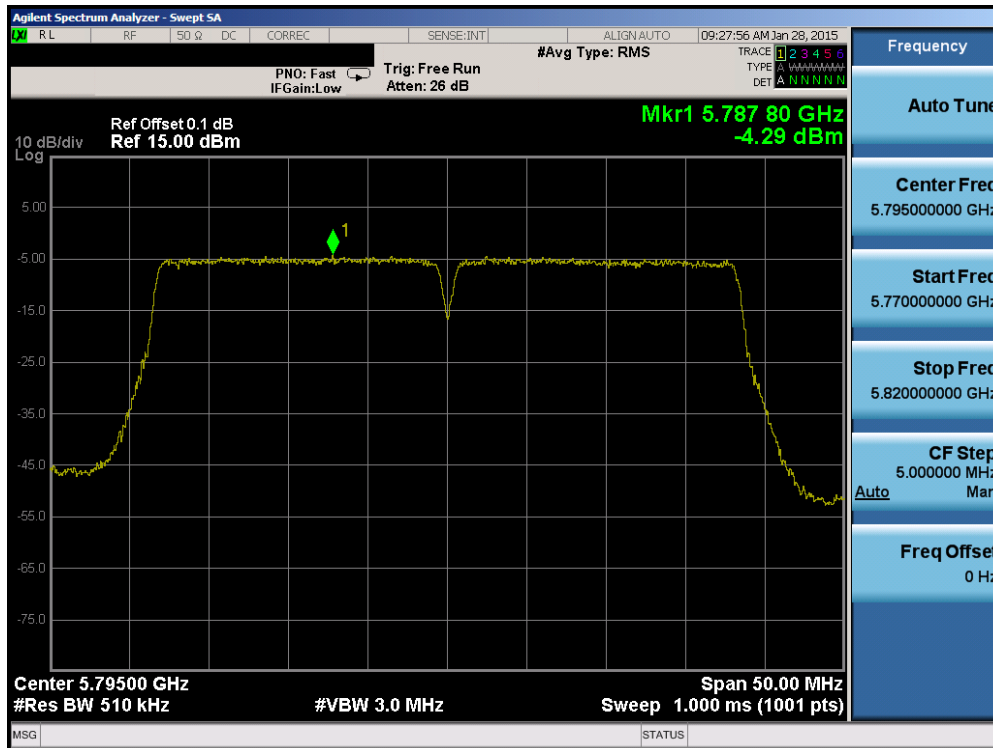 Agilent Spectrum Analyzer - Swept SA
LXI RL RF 50 Ω DC CORREC SENSE:INT ALIGN AUTO 09:27:56 AM Jan 28, 2015
Frequency
#Avg Type: RMS
TRACE 1 2 3 4 5 6
PNO: Fast
IFGain:Low
Trig: Free Run
Atten: 26 dB
TYPE A WWWWW
DET A N N N N N
Auto Tune
Mkr1 5.787 80 GHz
-4.29 dBm
Ref Offset 0.1 dB
10 dB/div Ref 15.00 dBm
Log
1
5.00
-5.00
-15.0
-25.0
-35.0
-45.0
-55.0
-65.0
-75.0
Center Freq
5.795000000 GHz
Start Freq
5.770000000 GHz
Stop Freq
5.820000000 GHz
CF Step
5.000000 MHz
Auto Man
Freq Offset
0 Hz
Center 5.79500 GHz Span 50.00 MHz
#Res BW 510 kHz #VBW 3.0 MHz Sweep 1.000 ms (1001 pts)
MSG STATUS